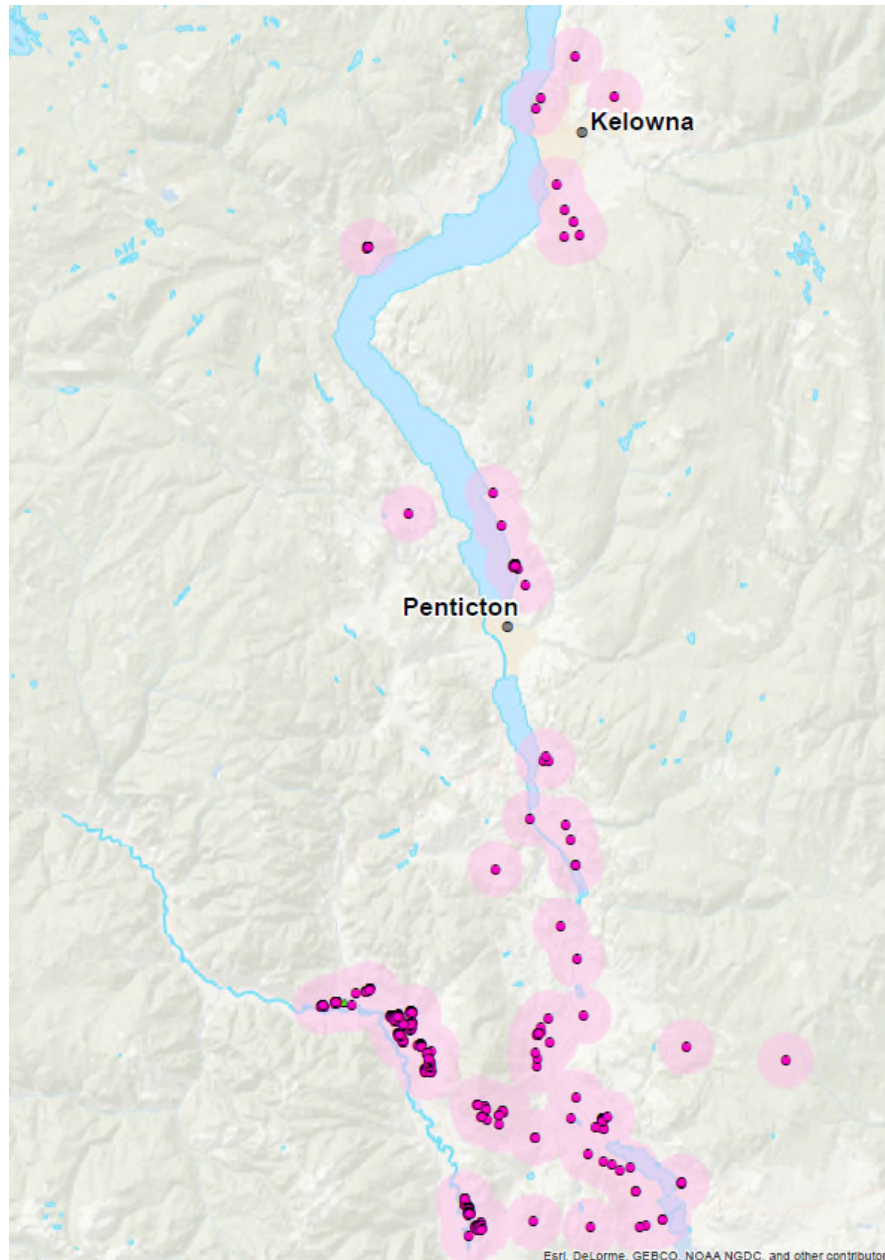 Kelowna
Penticton
Esri, DeLorme, GEBCO, NOAA NGDC, and other contributor